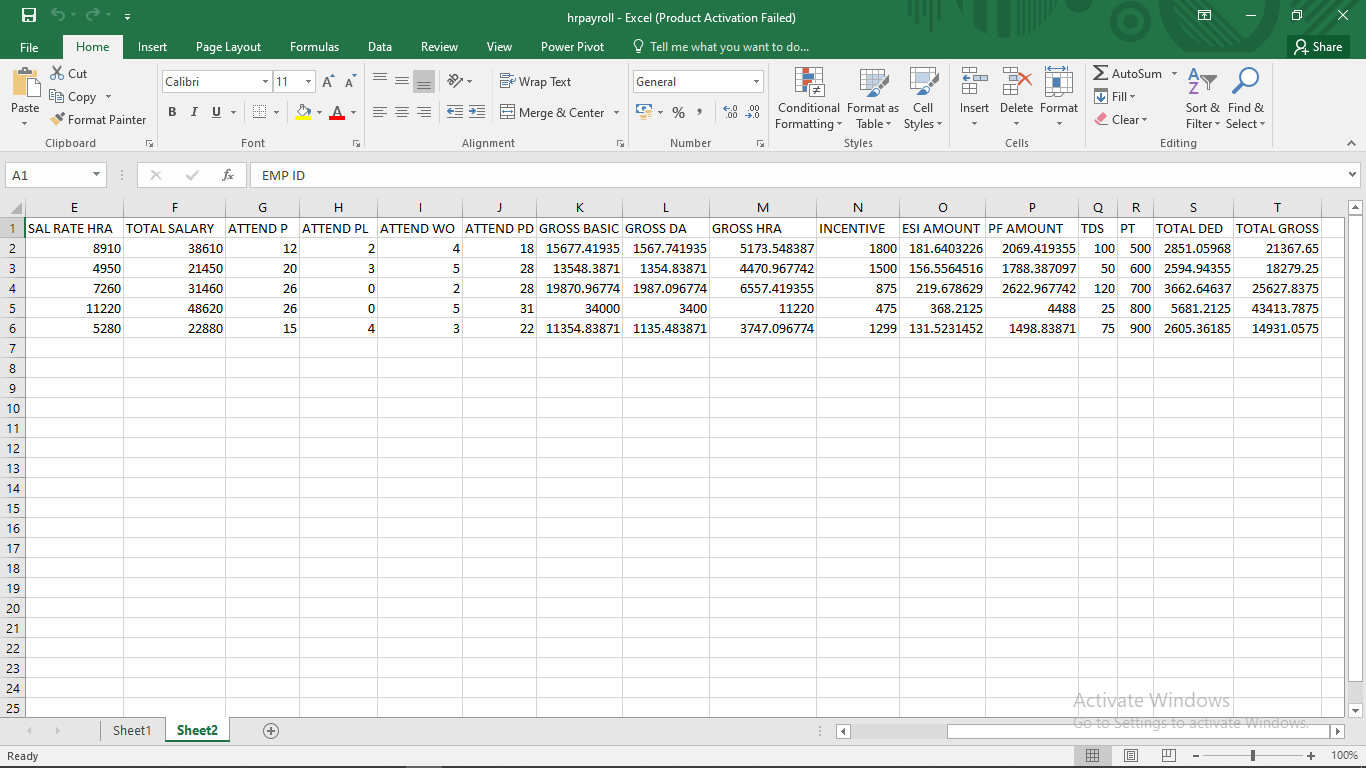 hrpayroll - Excel (Product Activation Failed)
File Home Insert Page Layout Formulas Data Review View Power Pivot Tell me what you want to do... Share
Paste
Cut
Copy
Format Painter
Clipboard
Calibri 11
B I U
A
Font
Wrap Text
Merge & Center
Alignment
General
%
Number
Conditional Formatting
Format as Table
Cell Styles
Styles
Insert Delete Format
Cells
AutoSum
Fill
Clear
Sort & Filter
Find & Select
Editing
A1 fx EMP ID
E F G H I J K L M N O P Q R S T
1 SAL RATE HRA TOTAL SALARY ATTEND P ATTEND PL ATTEND WO ATTEND PD GROSS BASIC GROSS DA GROSS HRA INCENTIVE ESI AMOUNT PF AMOUNT TDS PT TOTAL DED TOTAL GROSS
2 8910 38610 12 2 4 18 15677.41935 1567.741935 5173.548387 1800 181.6403226 2069.419355 100 500 2851.05968 21367.65
3 4950 21450 20 3 5 28 13548.3871 1354.83871 4470.967742 1500 156.5564516 1788.387097 50 600 2594.94355 18279.25
4 7260 31460 26 0 2 28 19870.96774 1987.096774 6557.419355 875 219.678629 2622.967742 120 700 3662.64637 25627.8375
5 11220 48620 26 0 5 31 34000 3400 11220 475 368.2125 4488 25 800 5681.2125 43413.7875
6 5280 22880 15 4 3 22 11354.83871 1135.483871 3747.096774 1299 131.5231452 1498.83871 75 900 2605.36185 14931.0575
7
8
9
10
11
12
13
14
15
16
17
18
19
20
21
22
23
24
25
Activate Windows
Go to Settings to activate Windows.
Sheet1 Sheet2
Ready 100%